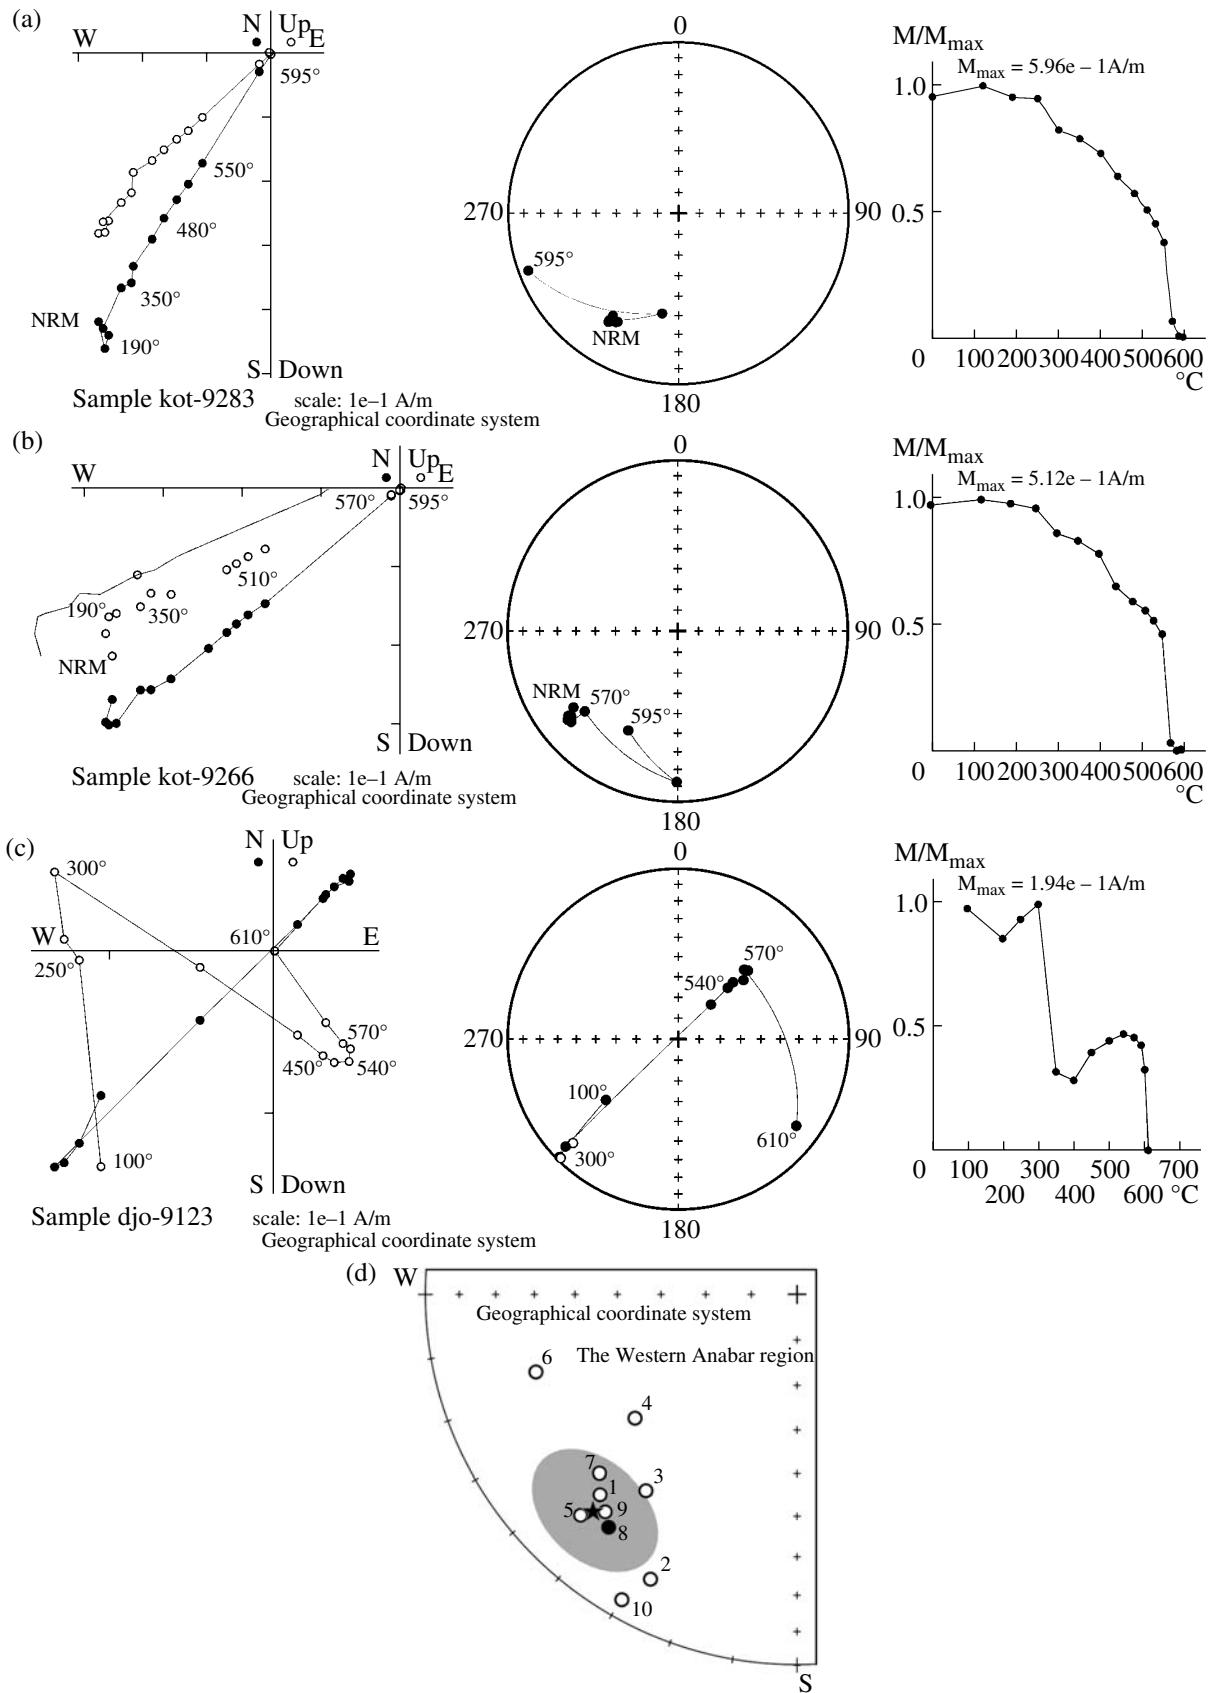 (a)
N Up
W E
595°
550°
480°
350°
NRM
190°
S Down
Sample kot-9283
scale: 1e–1 A/m
Geographical coordinate system
0
270 90
595°
NRM
180
M/Mmax
Mmax = 5.96e – 1A/m
1.0
0.5
0 100 200 300 400 500 600
°C
(b)
N Up
W E
570° 595°
510°
190° 350°
NRM
S Down
Sample kot-9266
scale: 1e–1 A/m
Geographical coordinate system
0
270 90
NRM 570°
595°
180
M/Mmax
Mmax = 5.12e – 1A/m
1.0
0.5
0 100 200 300 400 500 600
°C
(c)
N Up
300°
W 610° E
250°
570°
450° 540°
100°
S Down
Sample djo-9123
scale: 1e–1 A/m
Geographical coordinate system
0
570°
540°
270 90
100°
300° 610°
180
M/Mmax
Mmax = 1.94e – 1A/m
1.0
0.5
0 100 300 500 700
200 400 600 °C
(d)
W
Geographical coordinate system
The Western Anabar region
6
4
7
3
1
5 9
8
2
10
S